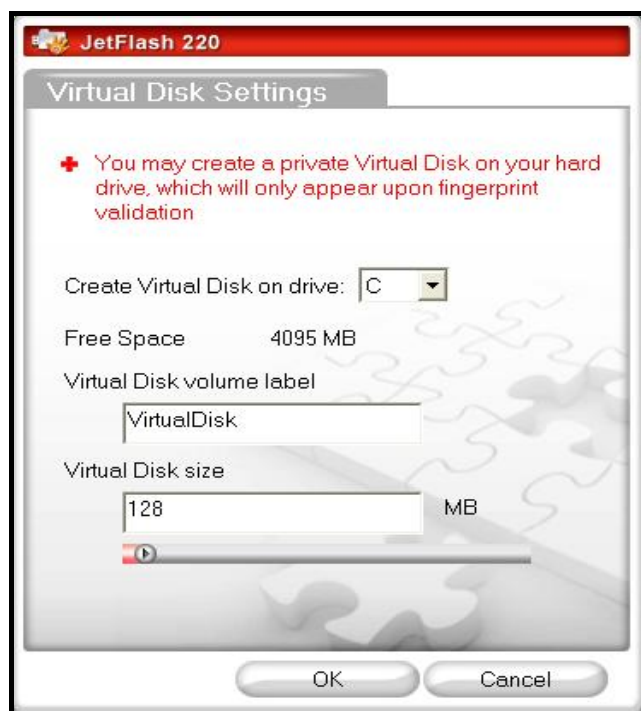 JetFlash 220
Virtual Disk Settings
You may create a private Virtual Disk on your hard
drive, which will only appear upon fingerprint
validation
Create Virtual Disk on drive: C
Free Space 4095 MB
Virtual Disk volume label
VirtualDisk
Virtual Disk size
128 MB
OK Cancel